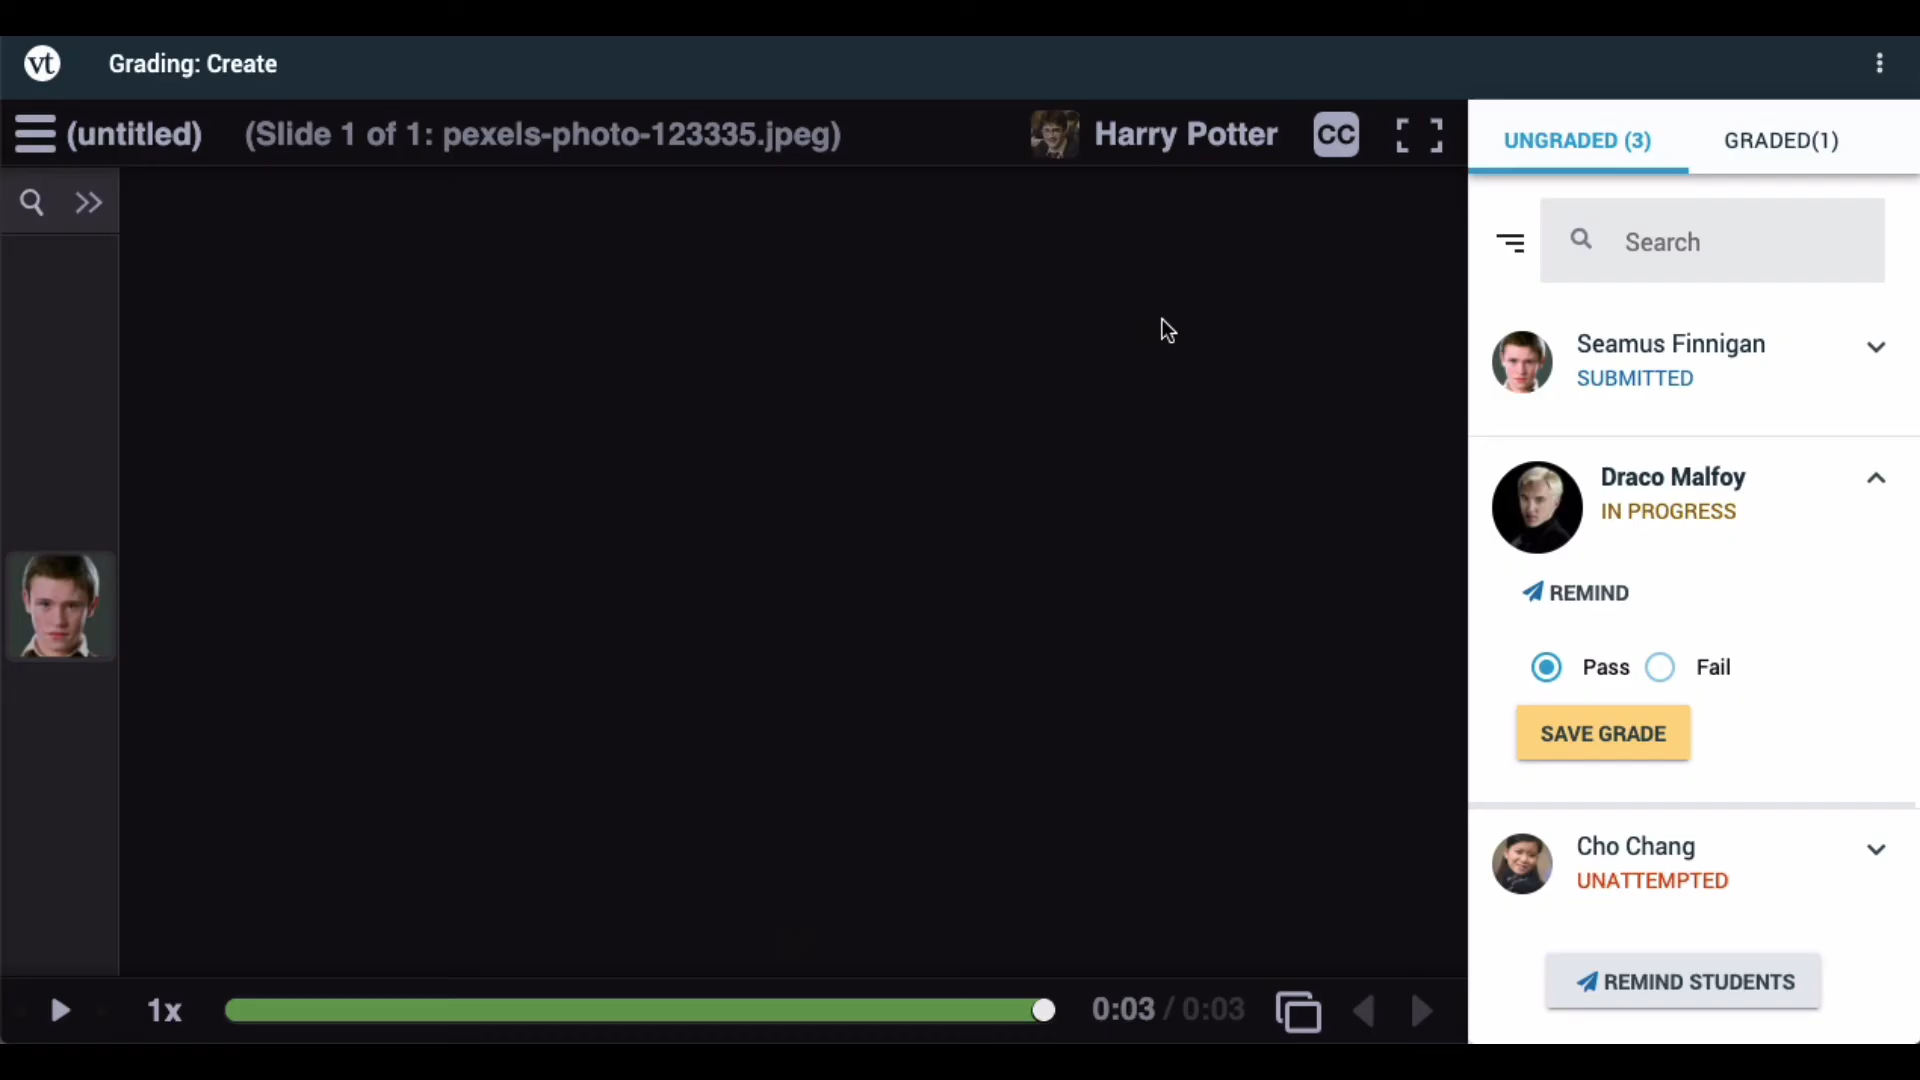 vt
Grading: Create
(untitled) (Slide 1 of 1: pexels-photo-123335.jpeg)
Harry Potter CC
UNGRADED (3) GRADED(1)
Search
Seamus Finnigan
SUBMITTED
Draco Malfoy
IN PROGRESS
REMIND
Pass Fail
SAVE GRADE
Cho Chang
UNATTEMPTED
REMIND STUDENTS
1x 0:03 / 0:03